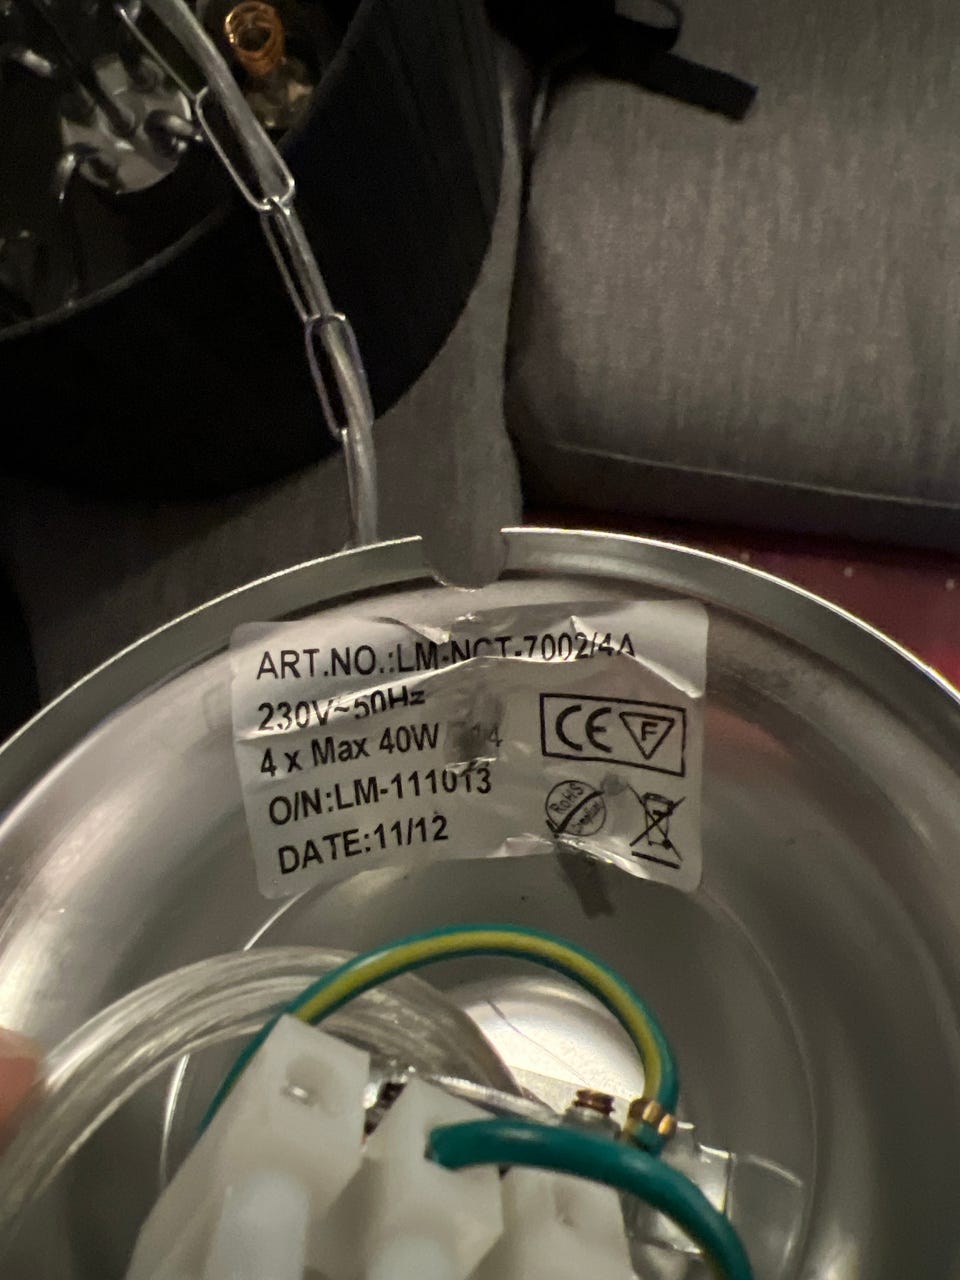 ART.NO.:LM-NCT-7002/4A
230V~50Hz
4 x Max 40W
O/N:LM-111013
DATE:11/12
CE F
RoHS